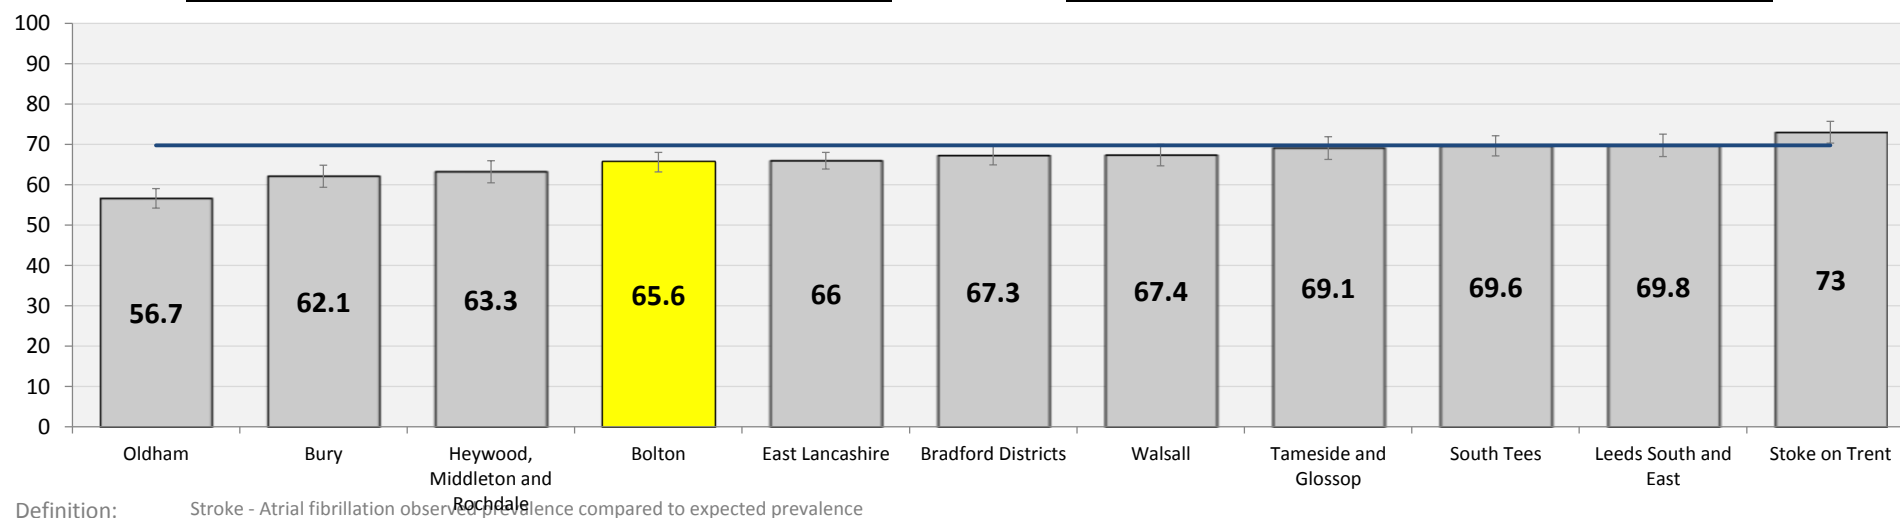 100
90
80
70
60
50
40
30
20
10
0
56.7
62.1
63.3
65.6
66
67.3
67.4
69.1
69.6
69.8
73
Oldham
Bury
Heywood,
Middleton and
Rochdale
Bolton
East Lancashire
Bradford Districts
Walsall
Tameside and
Glossop
South Tees
Leeds South and
East
Stoke on Trent
Definition: Stroke - Atrial fibrillation observed prevalence compared to expected prevalence